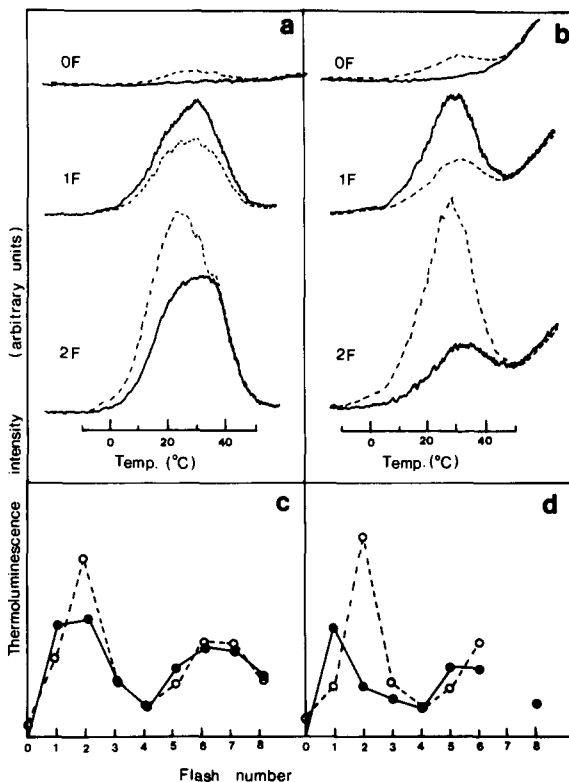 a
b
0F
0F
1F
1F
2F
2F
0 20 40
Temp. (°C)
0 20 40
Temp. (°C)
Thermoluminescence intensity (arbitrary units)
c
d
0 1 2 3 4 5 6 7 8
0 1 2 3 4 5 6 7 8
Flash number